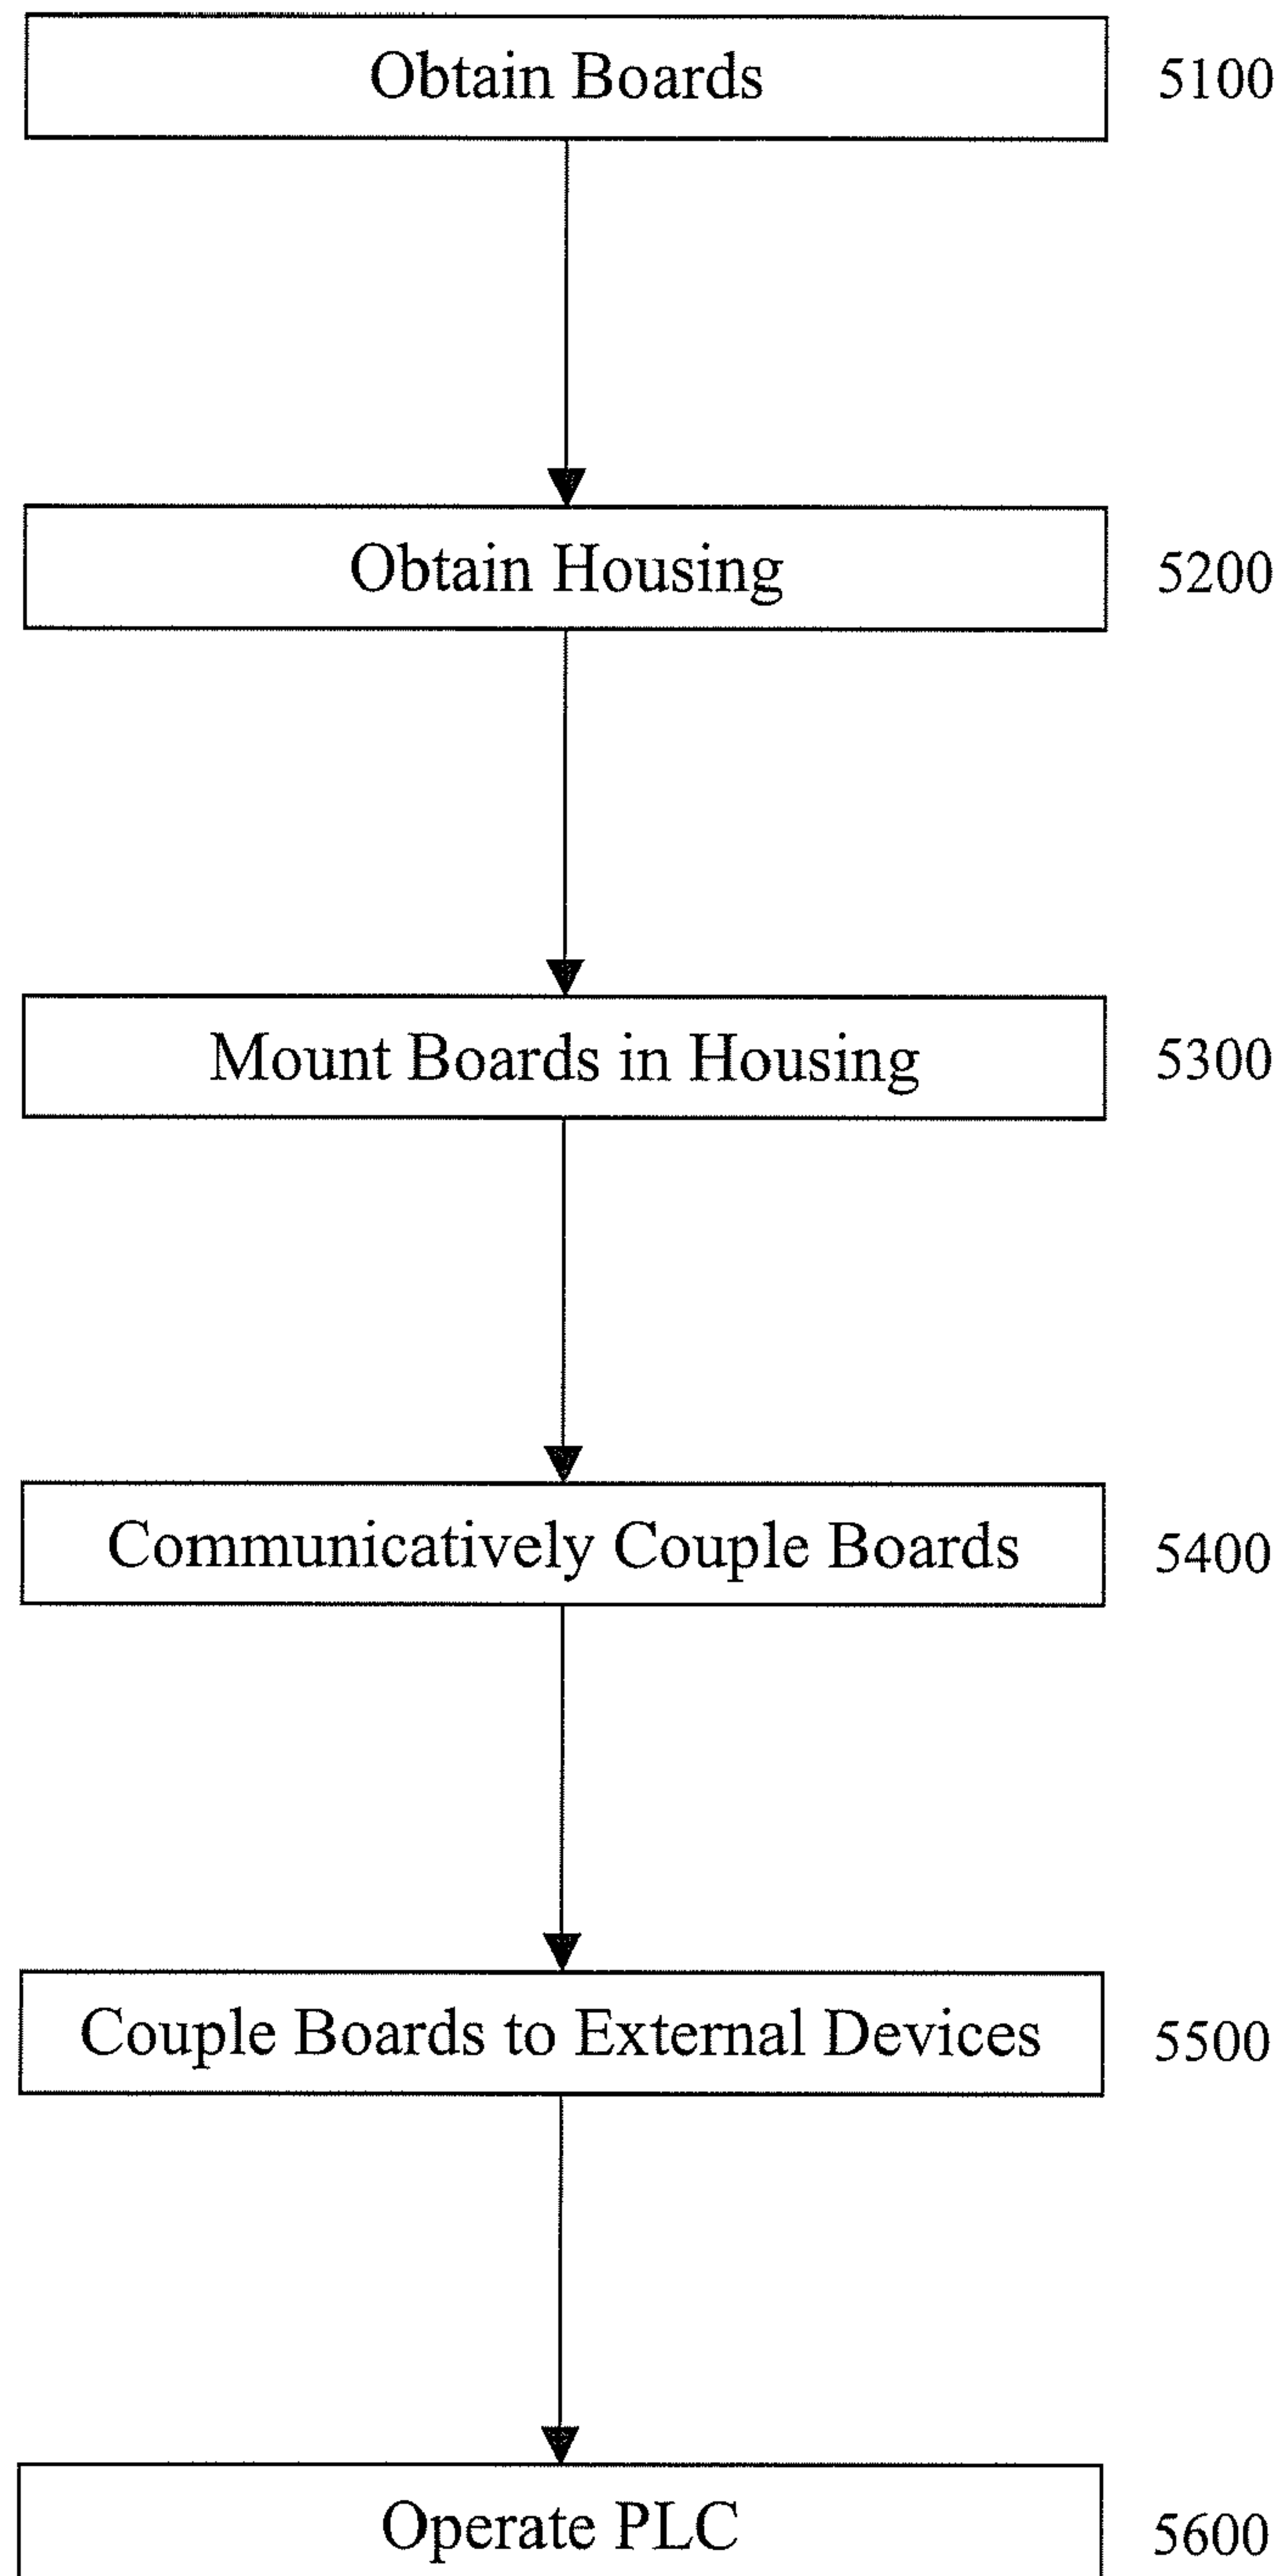 Obtain Boards 5100
Obtain Housing 5200
Mount Boards in Housing 5300
Communicatively Couple Boards 5400
Couple Boards to External Devices 5500
Operate PLC 5600